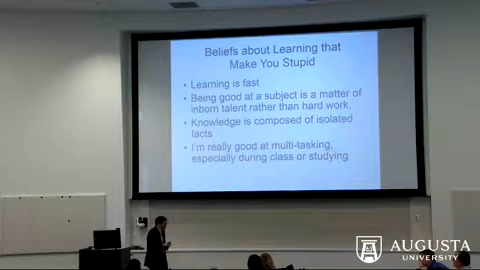 Beliefs about Learning that
Make You Stupid
• Learning is fast
• Being good at a subject is a matter of
inborn talent rather than hard work,
• Knowledge is composed of isolated
facts
• I'm really good at multi-tasking,
especially during class or studying
AUGUSTA
UNIVERSITY